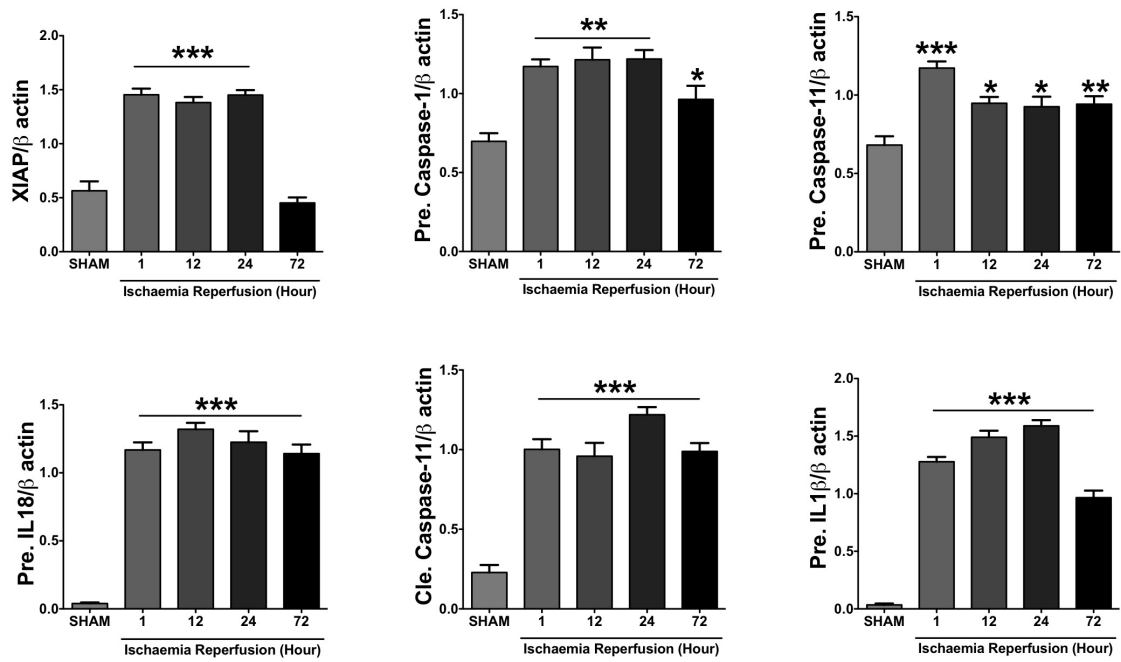 XIAP/β actin
2.0
1.5
1.0
0.5
0.0
***
SHAM 1 12 24 72
Ischaemia Reperfusion (Hour)
Pre. Caspase-1/β actin
1.5
1.0
0.5
0.0
**
*
SHAM 1 12 24 72
Ischaemia Reperfusion (Hour)
Pre. Caspase-11/β actin
1.5
1.0
0.5
0.0
***
* * **
SHAM 1 12 24 72
Ischaemia Reperfusion (Hour)
Pre. IL18/β actin
1.5
1.0
0.5
0.0
***
SHAM 1 12 24 72
Ischaemia Reperfusion (Hour)
Cle. Caspase-11/β actin
1.5
1.0
0.5
0.0
***
SHAM 1 12 24 72
Ischaemia Reperfusion (Hour)
Pre. IL1β/β actin
2.0
1.5
1.0
0.5
0.0
***
SHAM 1 12 24 72
Ischaemia Reperfusion (Hour)